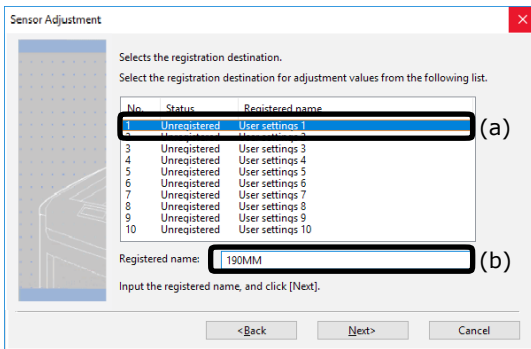 Sensor Adjustment
Selects the registration destination.
Select the registration destination for adjustment values from the following list.
No. Status Registered name
1 Unregistered User settings 1
(a)
3 Unregistered User settings 3
4 Unregistered User settings 4
5 Unregistered User settings 5
6 Unregistered User settings 6
7 Unregistered User settings 7
8 Unregistered User settings 8
9 Unregistered User settings 9
10 Unregistered User settings 10
Registered name: 190MM
(b)
Input the registered name, and click [Next].
<Back Next> Cancel